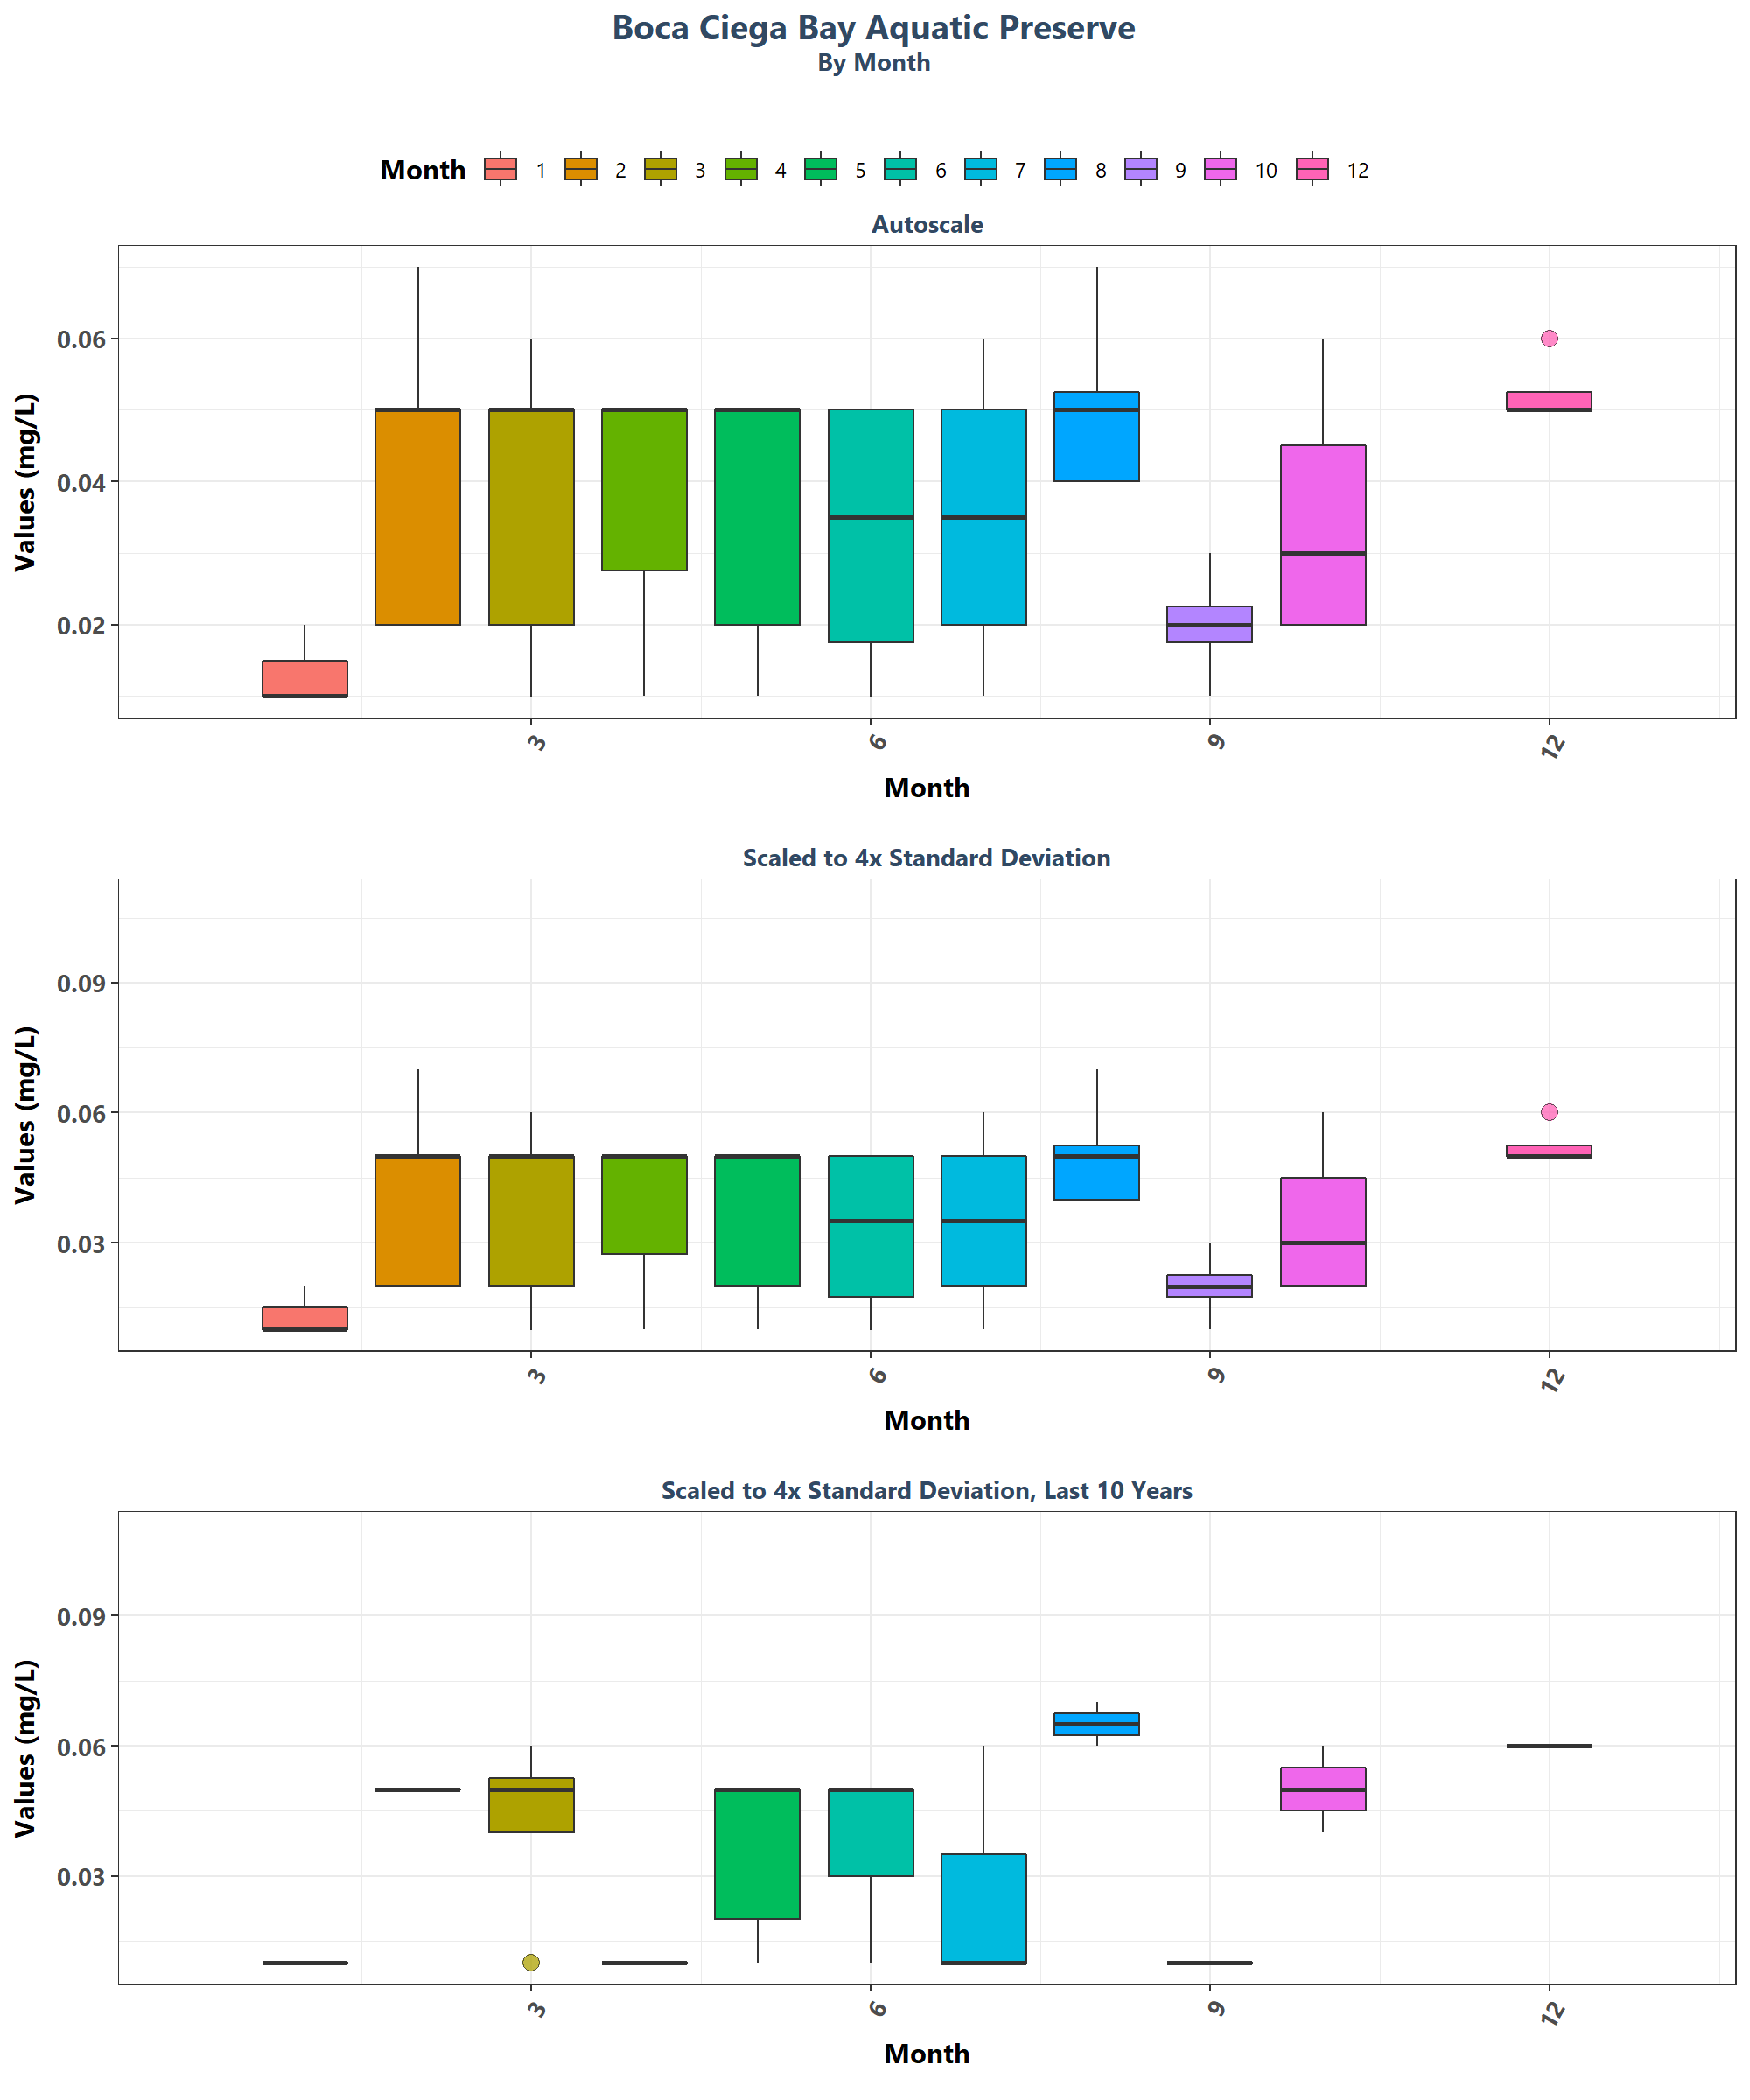 Boca Ciega Bay Aquatic Preserve
By Month
Month 1 2 3 4 5 6 7 8 9 10 12
Autoscale
Values (mg/L)
0.06
0.04
0.02
3 6 9 12
Month
Scaled to 4x Standard Deviation
Values (mg/L)
0.09
0.06
0.03
3 6 9 12
Month
Scaled to 4x Standard Deviation, Last 10 Years
Values (mg/L)
0.09
0.06
0.03
3 6 9 12
Month